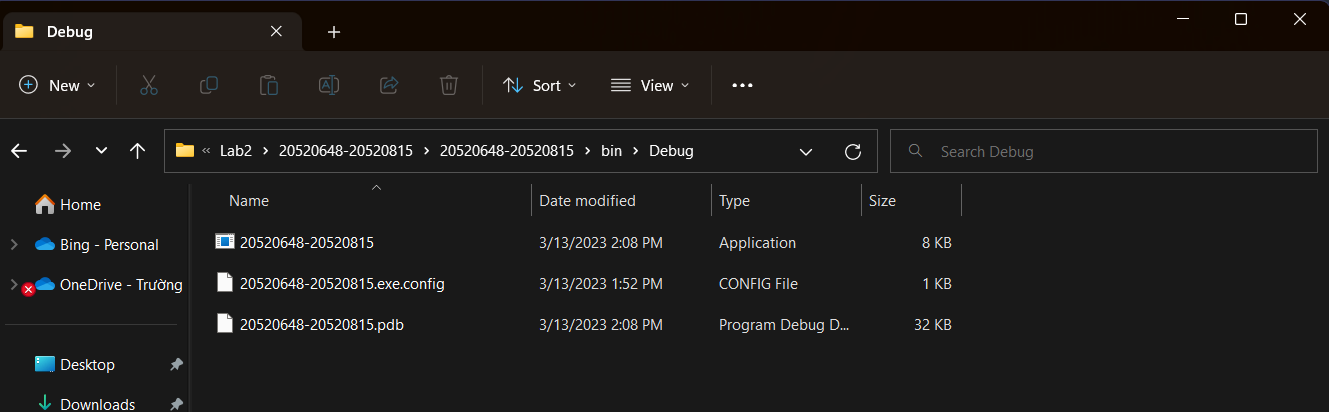 Debug
New Sort View
« Lab2 > 20520648-20520815 > 20520648-20520815 > bin > Debug Search Debug
Home
Bing - Personal
OneDrive - Trường
Desktop
Downloads
Name Date modified Type Size
20520648-20520815 3/13/2023 2:08 PM Application 8 KB
20520648-20520815.exe.config 3/13/2023 1:52 PM CONFIG File 1 KB
20520648-20520815.pdb 3/13/2023 2:08 PM Program Debug D... 32 KB